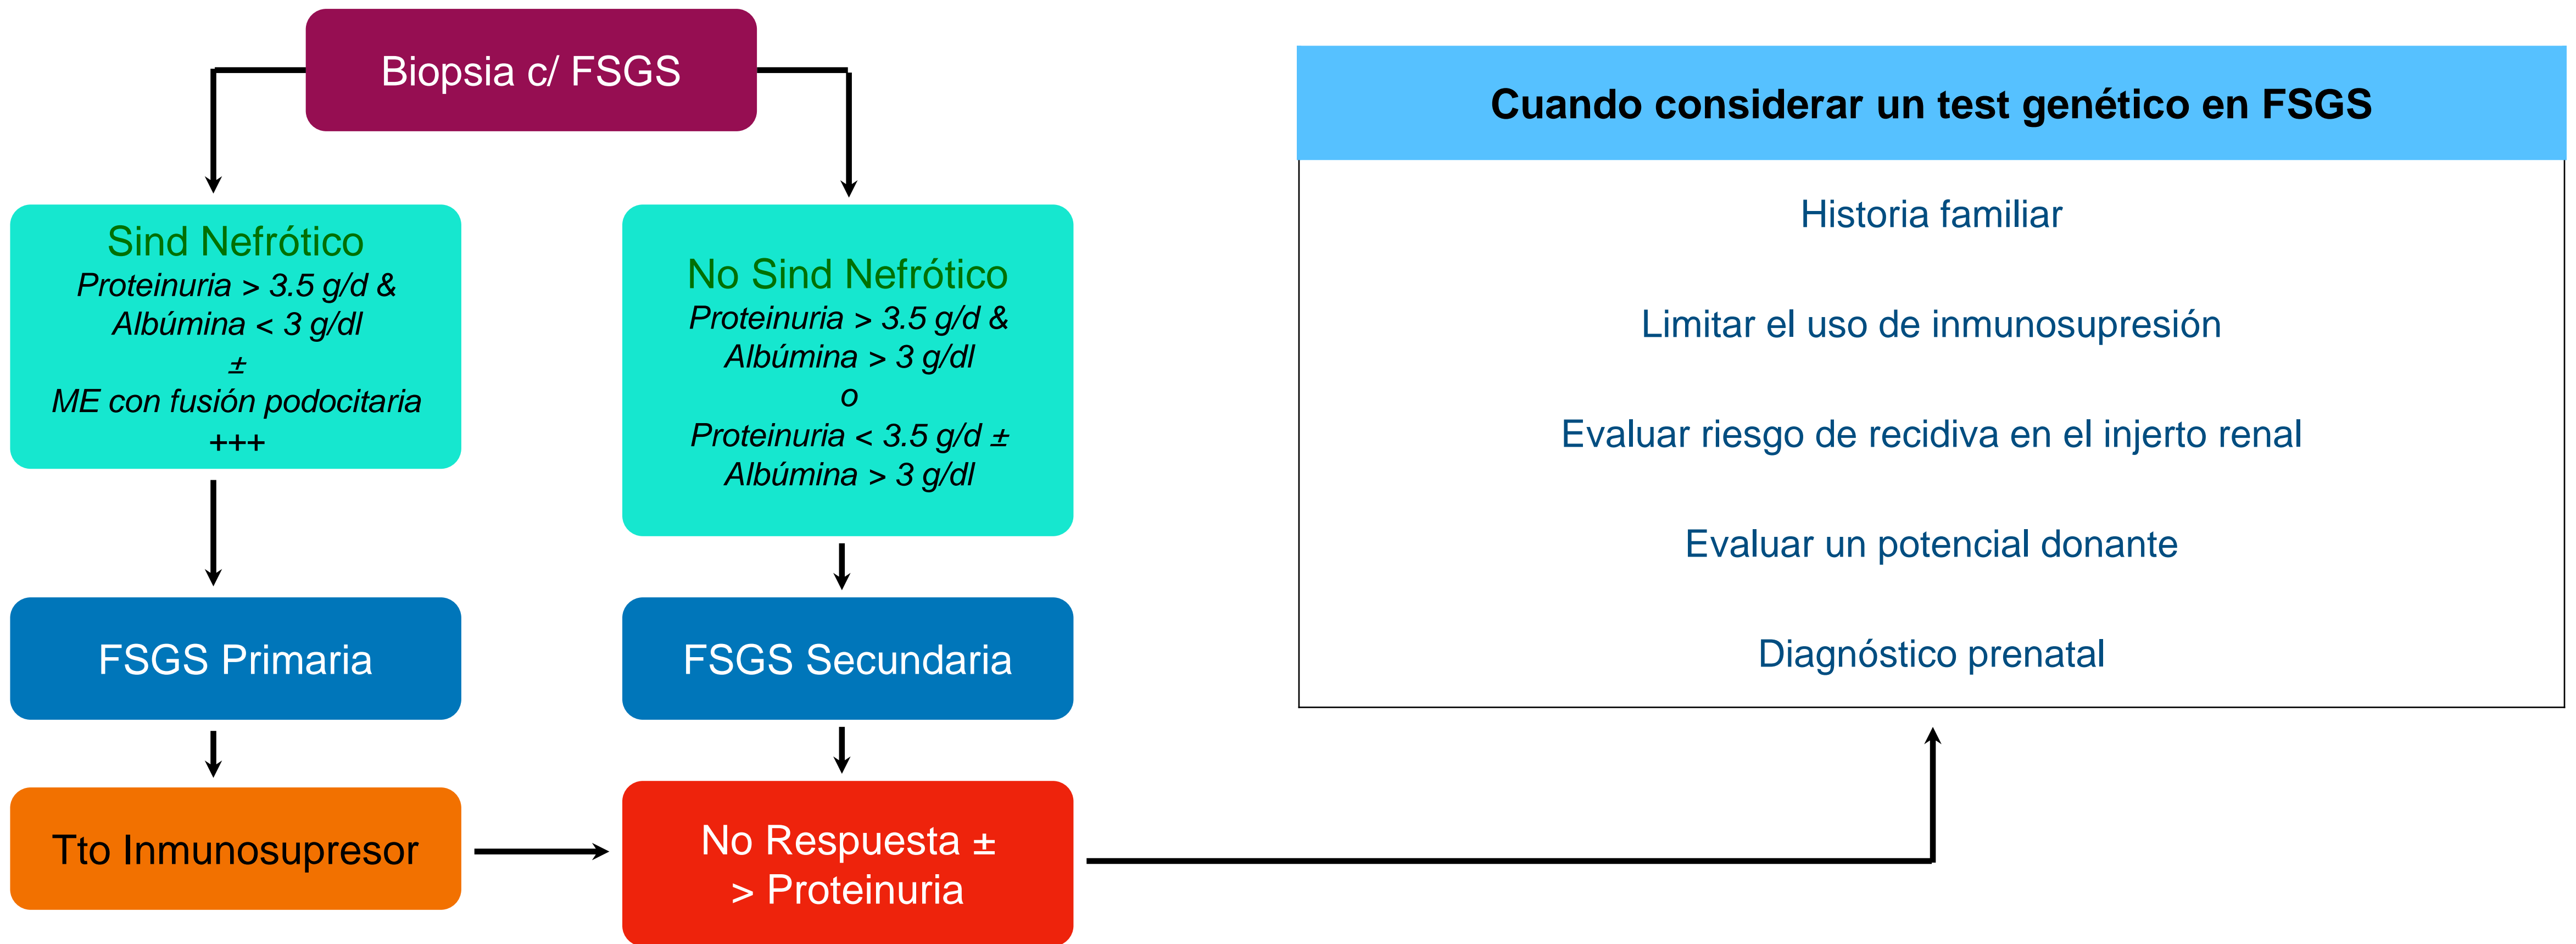 Biopsia c/ FSGS
Sind Nefrótico
Proteinuria > 3.5 g/d &
Albúmina < 3 g/dl
±
ME con fusión podocitaria
+++
No Sind Nefrótico
Proteinuria > 3.5 g/d &
Albúmina > 3 g/dl
o
Proteinuria < 3.5 g/d ±
Albúmina > 3 g/dl
FSGS Primaria
FSGS Secundaria
Tto Inmunosupresor
No Respuesta ±
> Proteinuria
Cuando considerar un test genético en FSGS
Historia familiar
Limitar el uso de inmunosupresión
Evaluar riesgo de recidiva en el injerto renal
Evaluar un potencial donante
Diagnóstico prenatal